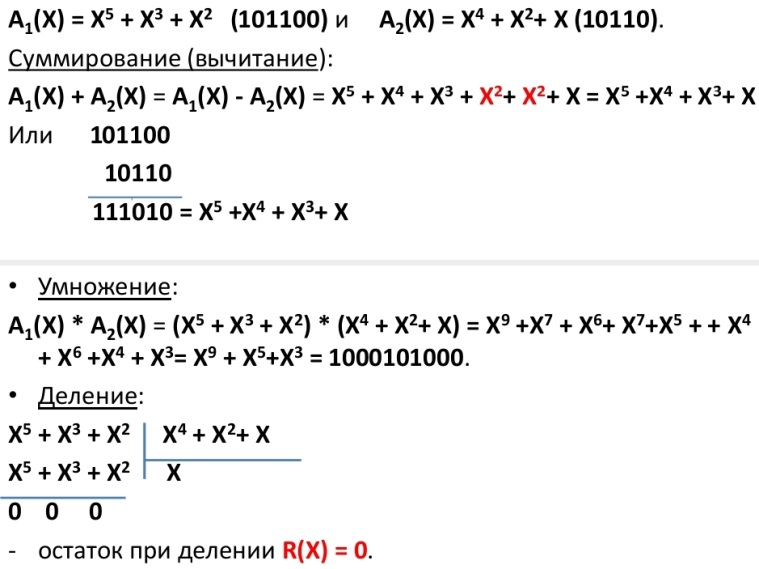 A₁(X) = X⁵ + X³ + X² (101100) и A₂(X) = X⁴ + X²+ X (10110).
Суммирование (вычитание):
A₁(X) + A₂(X) = A₁(X) - A₂(X) = X⁵ + X⁴ + X³ + X²+ X²+ X = X⁵ +X⁴ + X³+ X
Или 101100
10110
111010 = X⁵ +X⁴ + X³+ X
• Умножение:
A₁(X) * A₂(X) = (X⁵ + X³ + X²) * (X⁴ + X²+ X) = X⁹ +X⁷ + X⁶+ X⁷+X⁵ + + X⁴
+ X⁶ +X⁴ + X³= X⁹ + X⁵+X³ = 1000101000.
• Деление:
X⁵ + X³ + X² X⁴ + X²+ X
X⁵ + X³ + X² X
0 0 0
- остаток при делении R(X) = 0.